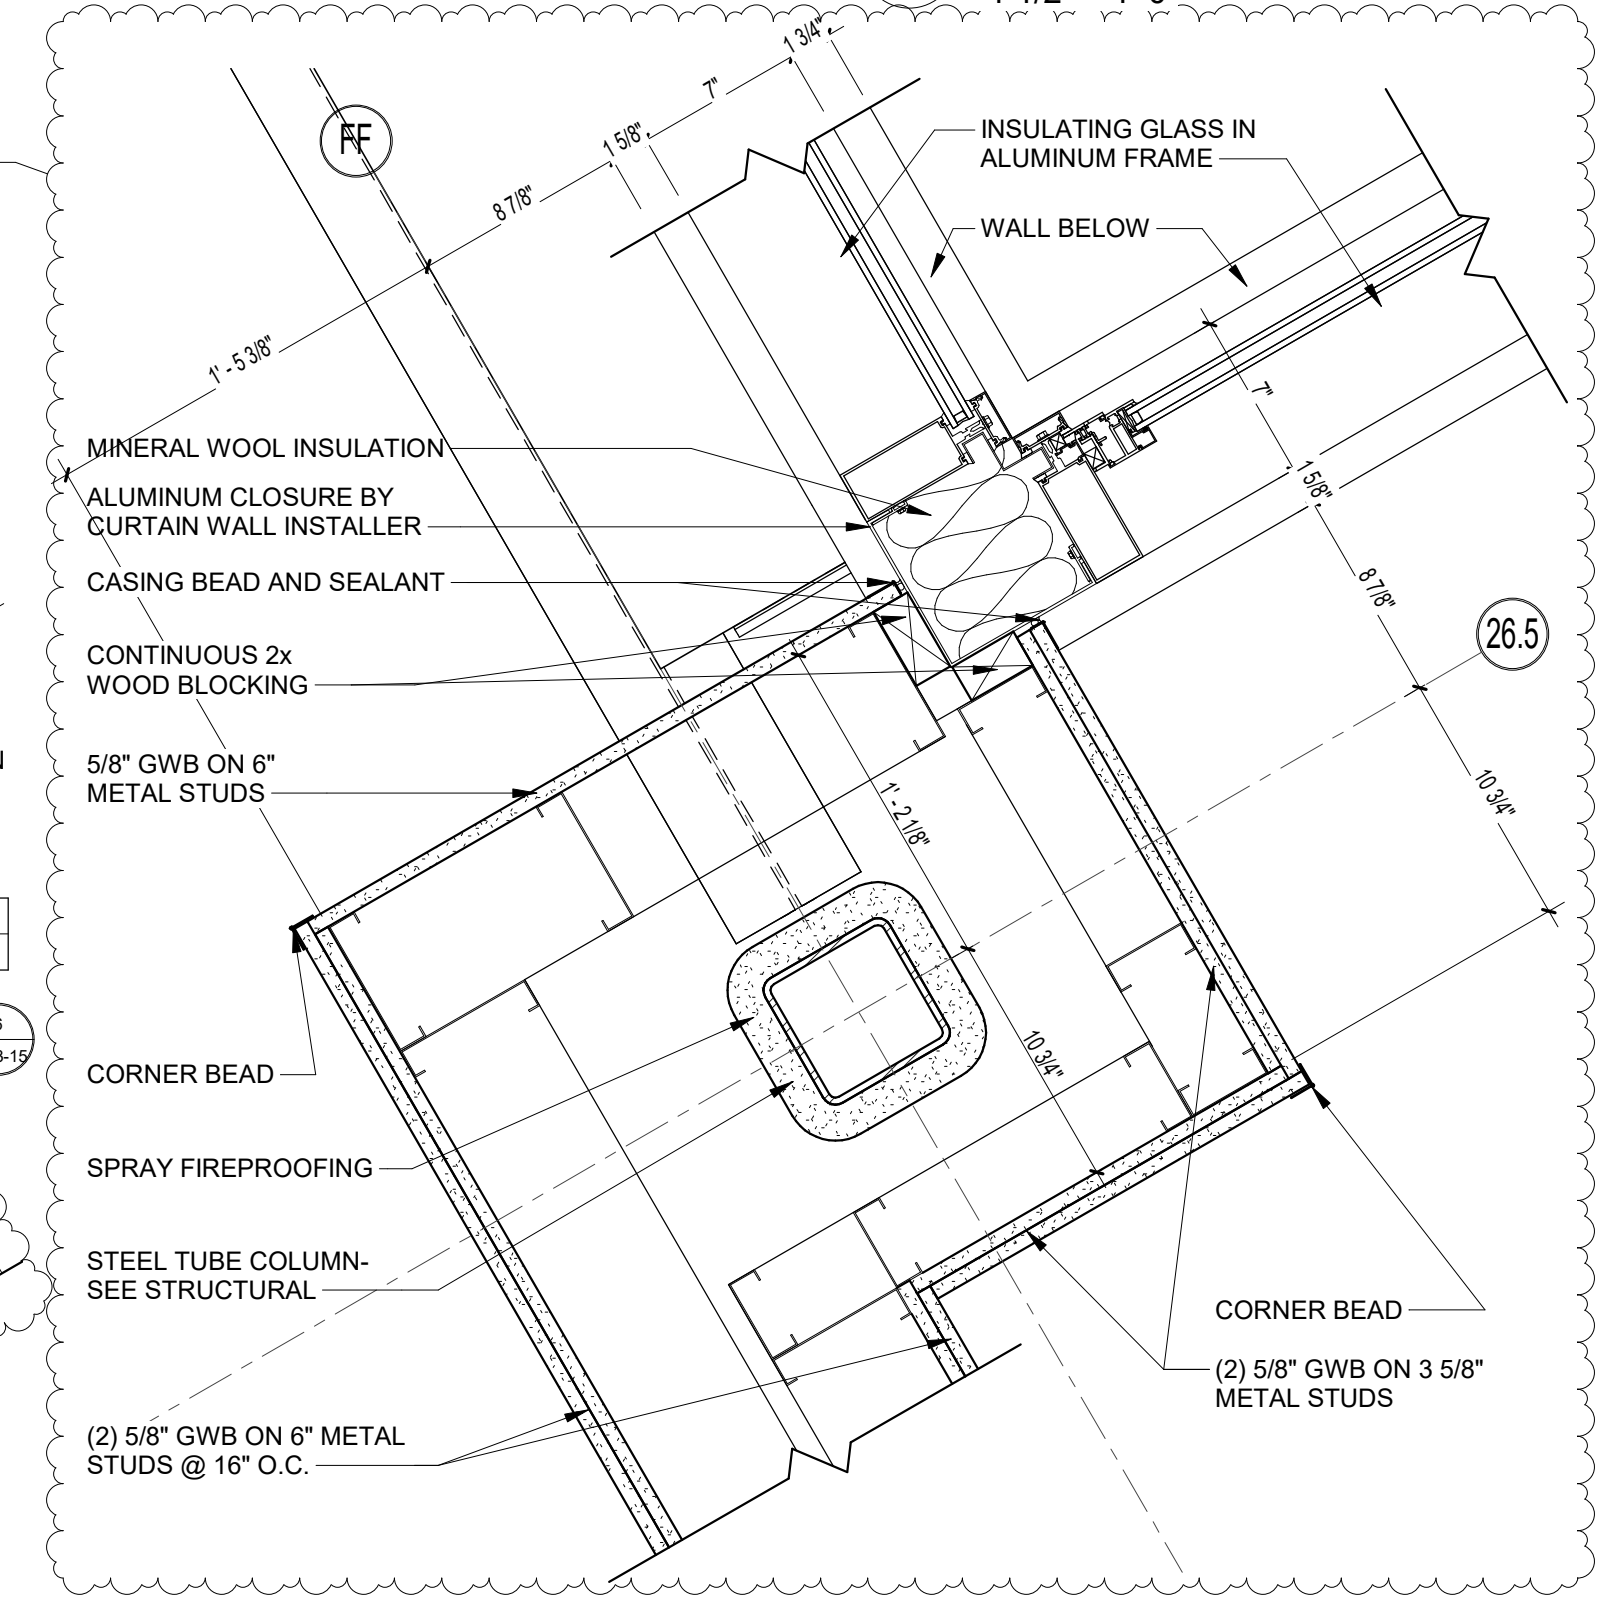 1 3/4"
7"
1 5/8"
8 7/8"
1' - 5 3/8"
FF
INSULATING GLASS IN
ALUMINUM FRAME
WALL BELOW
7"
1 5/8"
8 7/8"
10 3/4"
26.5
MINERAL WOOL INSULATION
ALUMINUM CLOSURE BY
CURTAIN WALL INSTALLER
CASING BEAD AND SEALANT
CONTINUOUS 2x
WOOD BLOCKING
5/8" GWB ON 6"
METAL STUDS
1' - 2 1/8"
10 3/4"
CORNER BEAD
SPRAY FIREPROOFING
STEEL TUBE COLUMN-
SEE STRUCTURAL
(2) 5/8" GWB ON 6" METAL
STUDS @ 16" O.C.
CORNER BEAD
(2) 5/8" GWB ON 3 5/8"
METAL STUDS